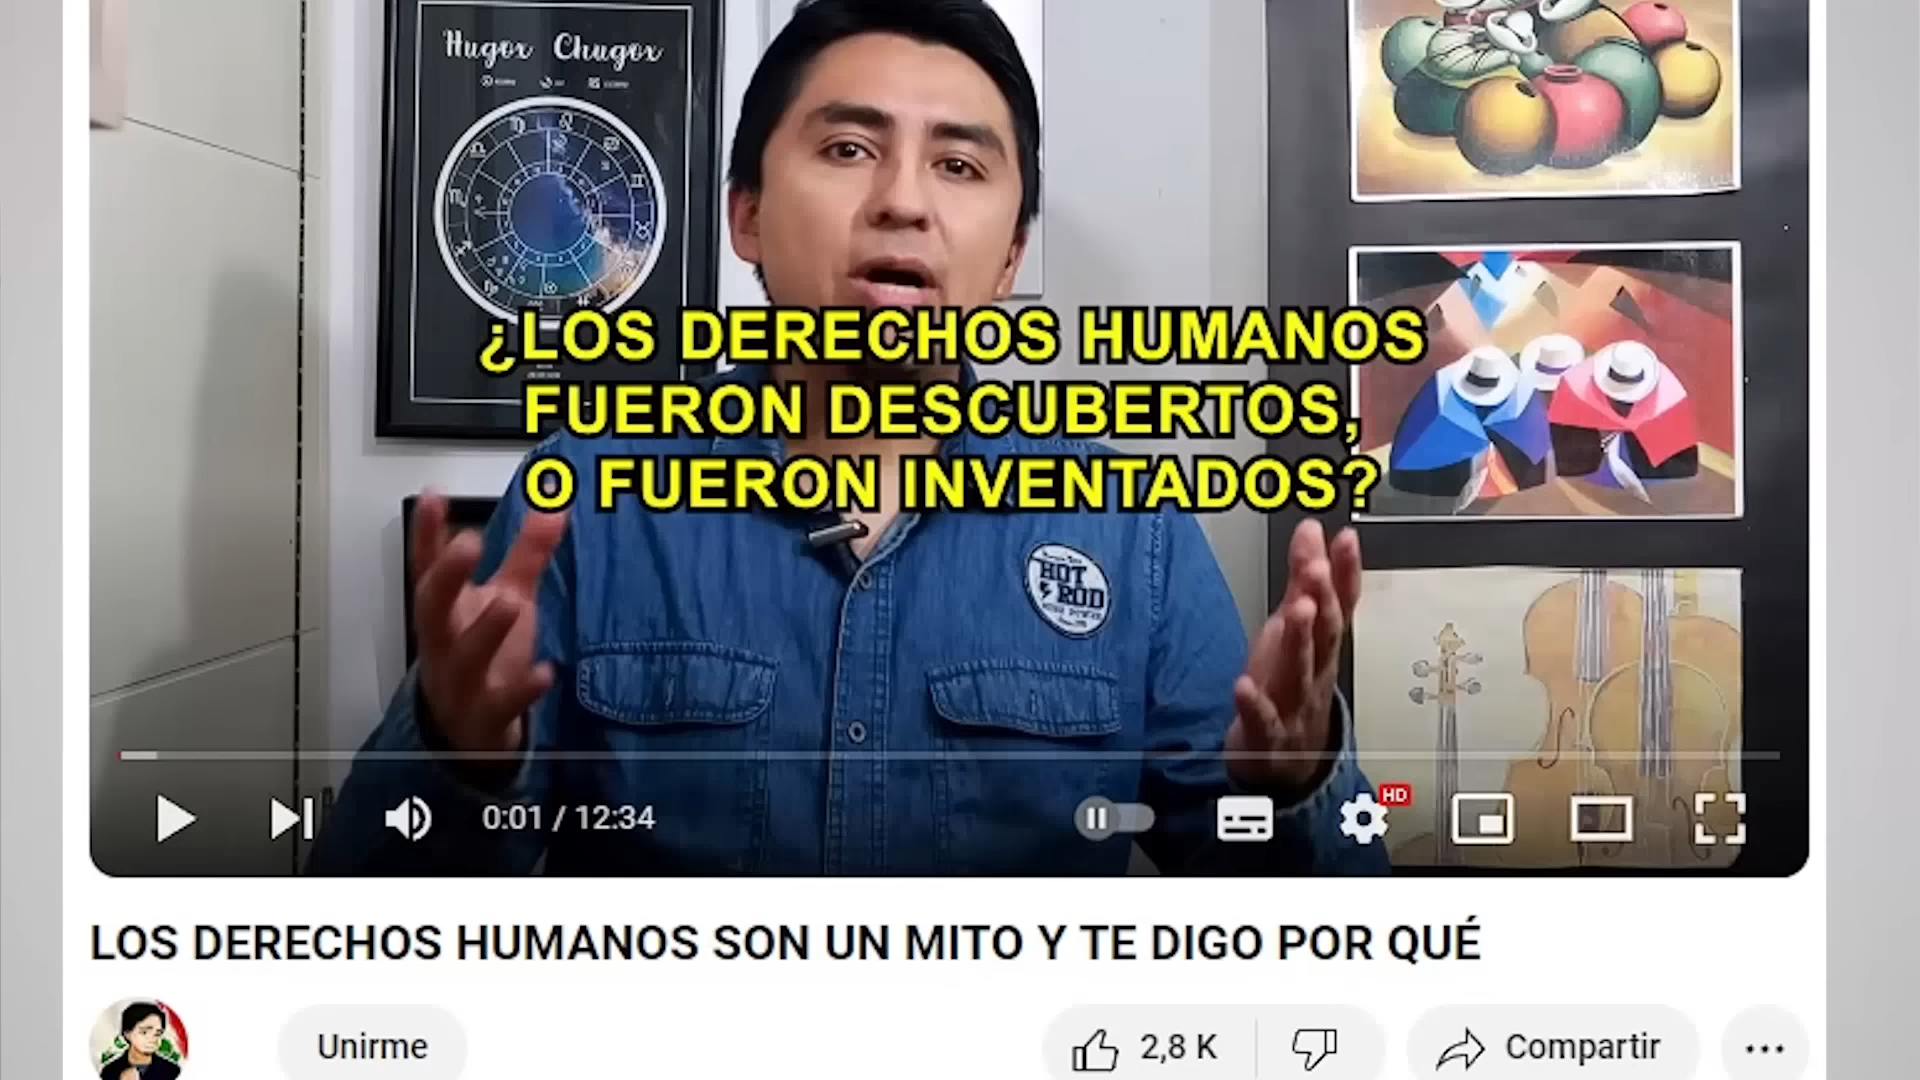 Hugox Chugox
¿LOS DERECHOS HUMANOS
FUERON DESCUBERTOS,
O FUERON INVENTADOS?
HOT
ROD
0:01 / 12:34
HD
LOS DERECHOS HUMANOS SON UN MITO Y TE DIGO POR QUÉ
Unirme
2,8 K
Compartir